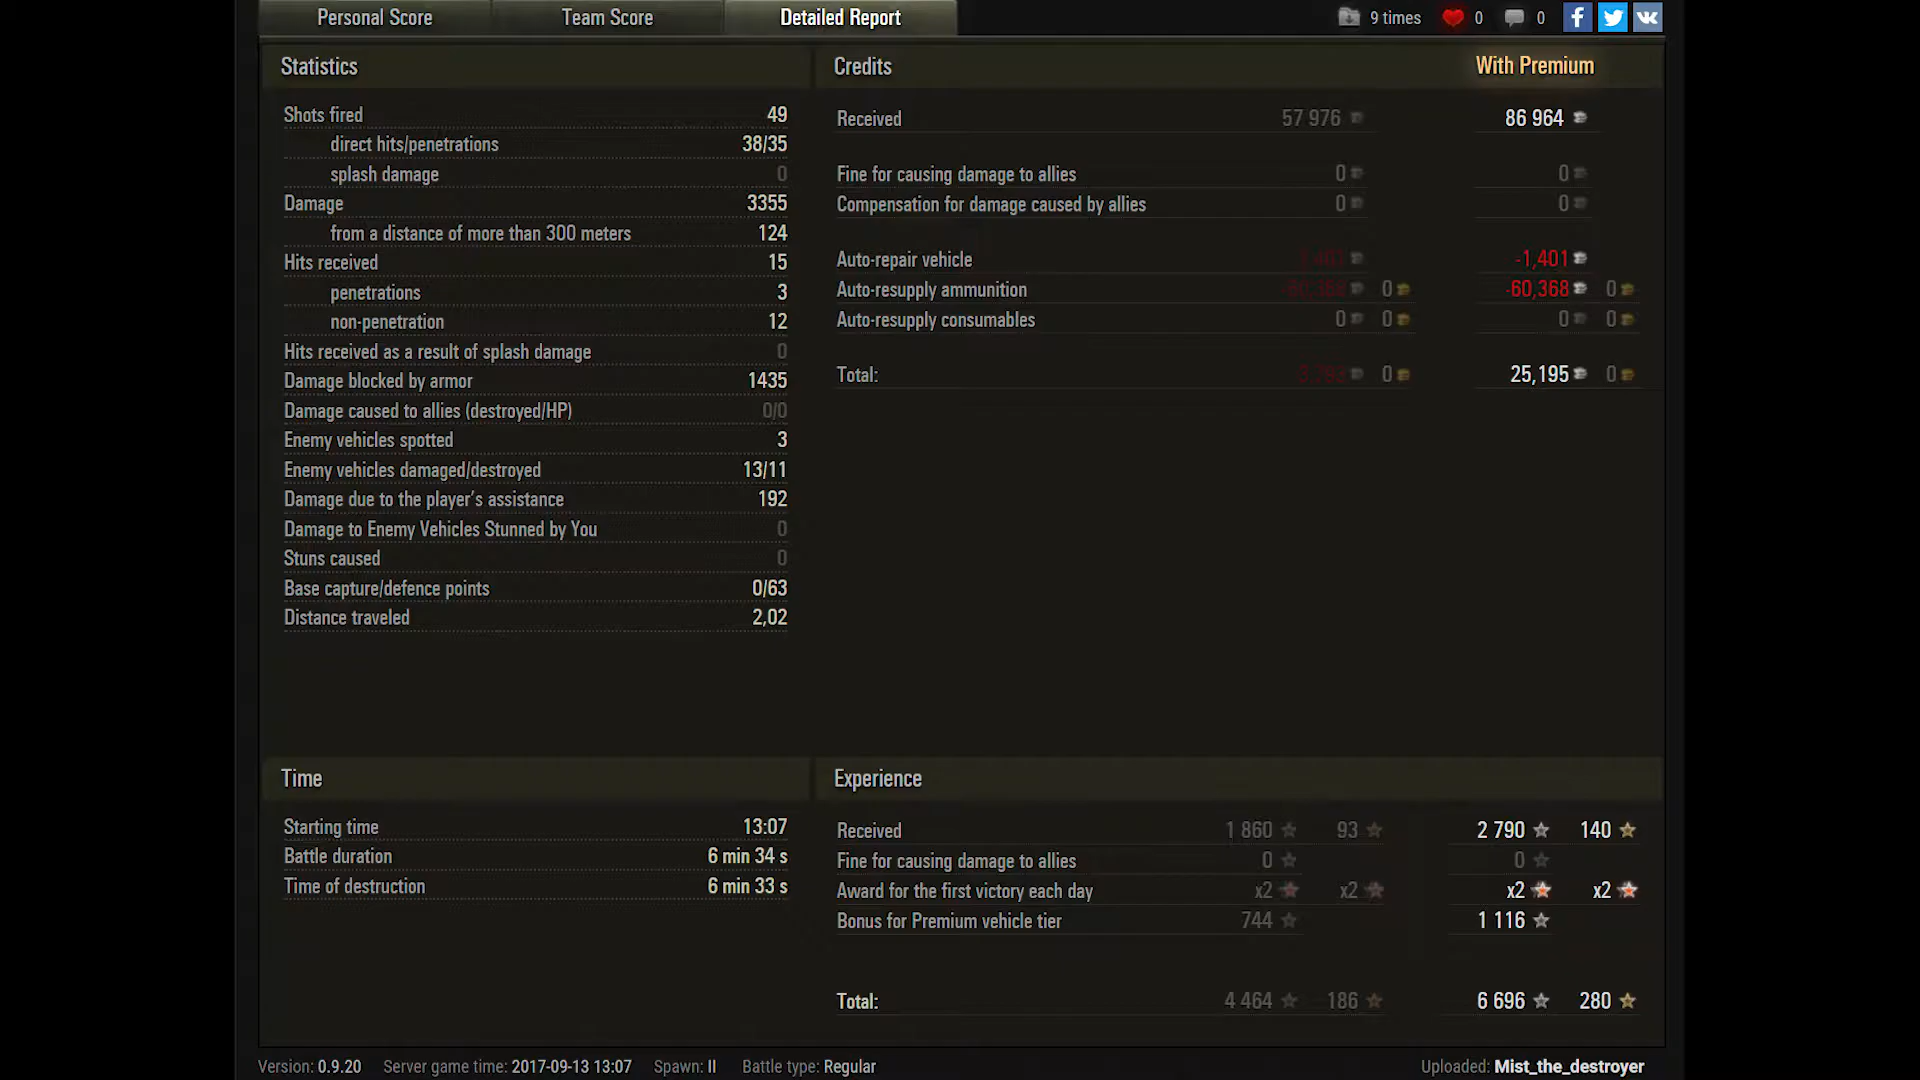 Personal Score Team Score Detailed Report 9 times 0 0
Statistics
Shots fired 49
direct hits/penetrations 38/35
splash damage 0
Damage 3355
from a distance of more than 300 meters 124
Hits received 15
penetrations 3
non-penetration 12
Hits received as a result of splash damage 0
Damage blocked by armor 1435
Damage caused to allies (destroyed/HP) 0/0
Enemy vehicles spotted 3
Enemy vehicles damaged/destroyed 13/11
Damage due to the player's assistance 192
Damage to Enemy Vehicles Stunned by You 0
Stuns caused 0
Base capture/defence points 0/63
Distance traveled 2,02
Credits With Premium
Received 57 976 86 964
Fine for causing damage to allies 0 0
Compensation for damage caused by allies 0 0
Auto-repair vehicle -1,401
Auto-resupply ammunition -60,368 0 -60,368 0
Auto-resupply consumables 0 0 0 0
Total: 0 25,195 0
Time
Starting time 13:07
Battle duration 6 min 34 s
Time of destruction 6 min 33 s
Experience
Received 1 860 93 2 790 140
Fine for causing damage to allies 0 0
Award for the first victory each day x2 x2 x2 x2
Bonus for Premium vehicle tier 744 1 116
Total: 4 464 186 6 696 280
Version: 0.9.20 Server game time: 2017-09-13 13:07 Spawn: II Battle type: Regular Uploaded: Mist_the_destroyer